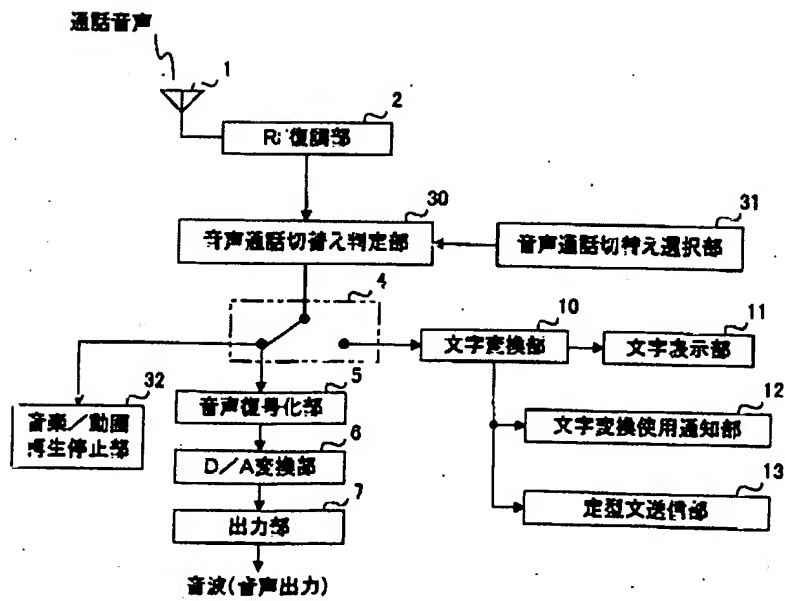 通話音声
1
2
Rf復調部
30
31
音声通話切替え判定部
音声通話切替え選択部
4
10
11
文字変換部
文字表示部
32
5
音楽／動画
再生停止部
音声復号化部
12
文字変換使用通知部
6
D／A変換部
13
7
定型文送信部
出力部
音波(音声出力)